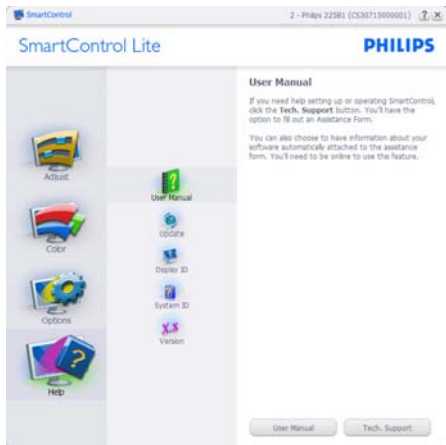 SmartControl
2 - Philips 225B1 (CS30715000001)
SmartControl Lite
PHILIPS
Adjust
Color
Options
Help
User Manual
Update
Display ID
System ID
X.X
Version
User Manual
If you need help setting up or operating SmartControl,
click the Tech. Support button. You'll have the
option to fill out an Assistance Form.
You can also choose to have information about your
software automatically attached to the assistance
form. You'll need to be online to use the feature.
User Manual
Tech. Support